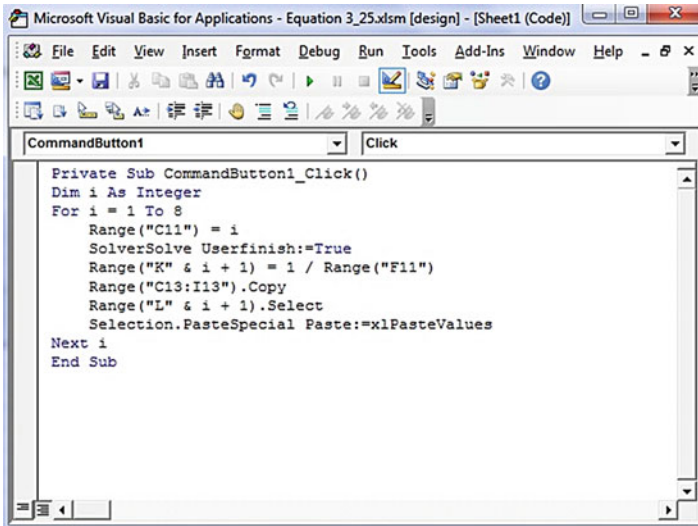 Microsoft Visual Basic for Applications - Equation 3_25.xlsm [design] - [Sheet1 (Code)]
File Edit View Insert Format Debug Run Tools Add-Ins Window Help
CommandButton1
Click
Private Sub CommandButton1_Click()
Dim i As Integer
For i = 1 To 8
Range("C11") = i
SolverSolve Userfinish:=True
Range("K" & i + 1) = 1 / Range("F11")
Range("C13:I13").Copy
Range("L" & i + 1).Select
Selection.PasteSpecial Paste:=xlPasteValues
Next i
End Sub